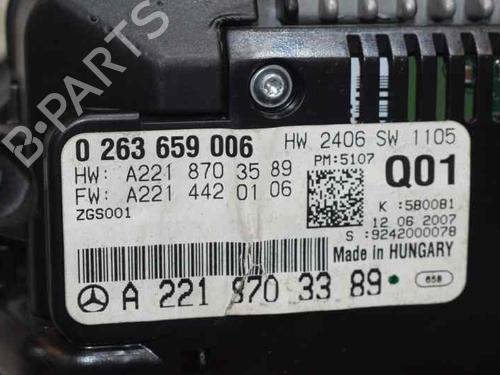 0 263 659 006
HW 2406 SW 1105
HW: A221 870 35 89
FW: A221 442 01 06
ZGS001
PM:5107
Q01
K :580081
12 06 2007
S :9242000078
Made in HUNGARY
A 221 870 33 89
658
B-PARTS